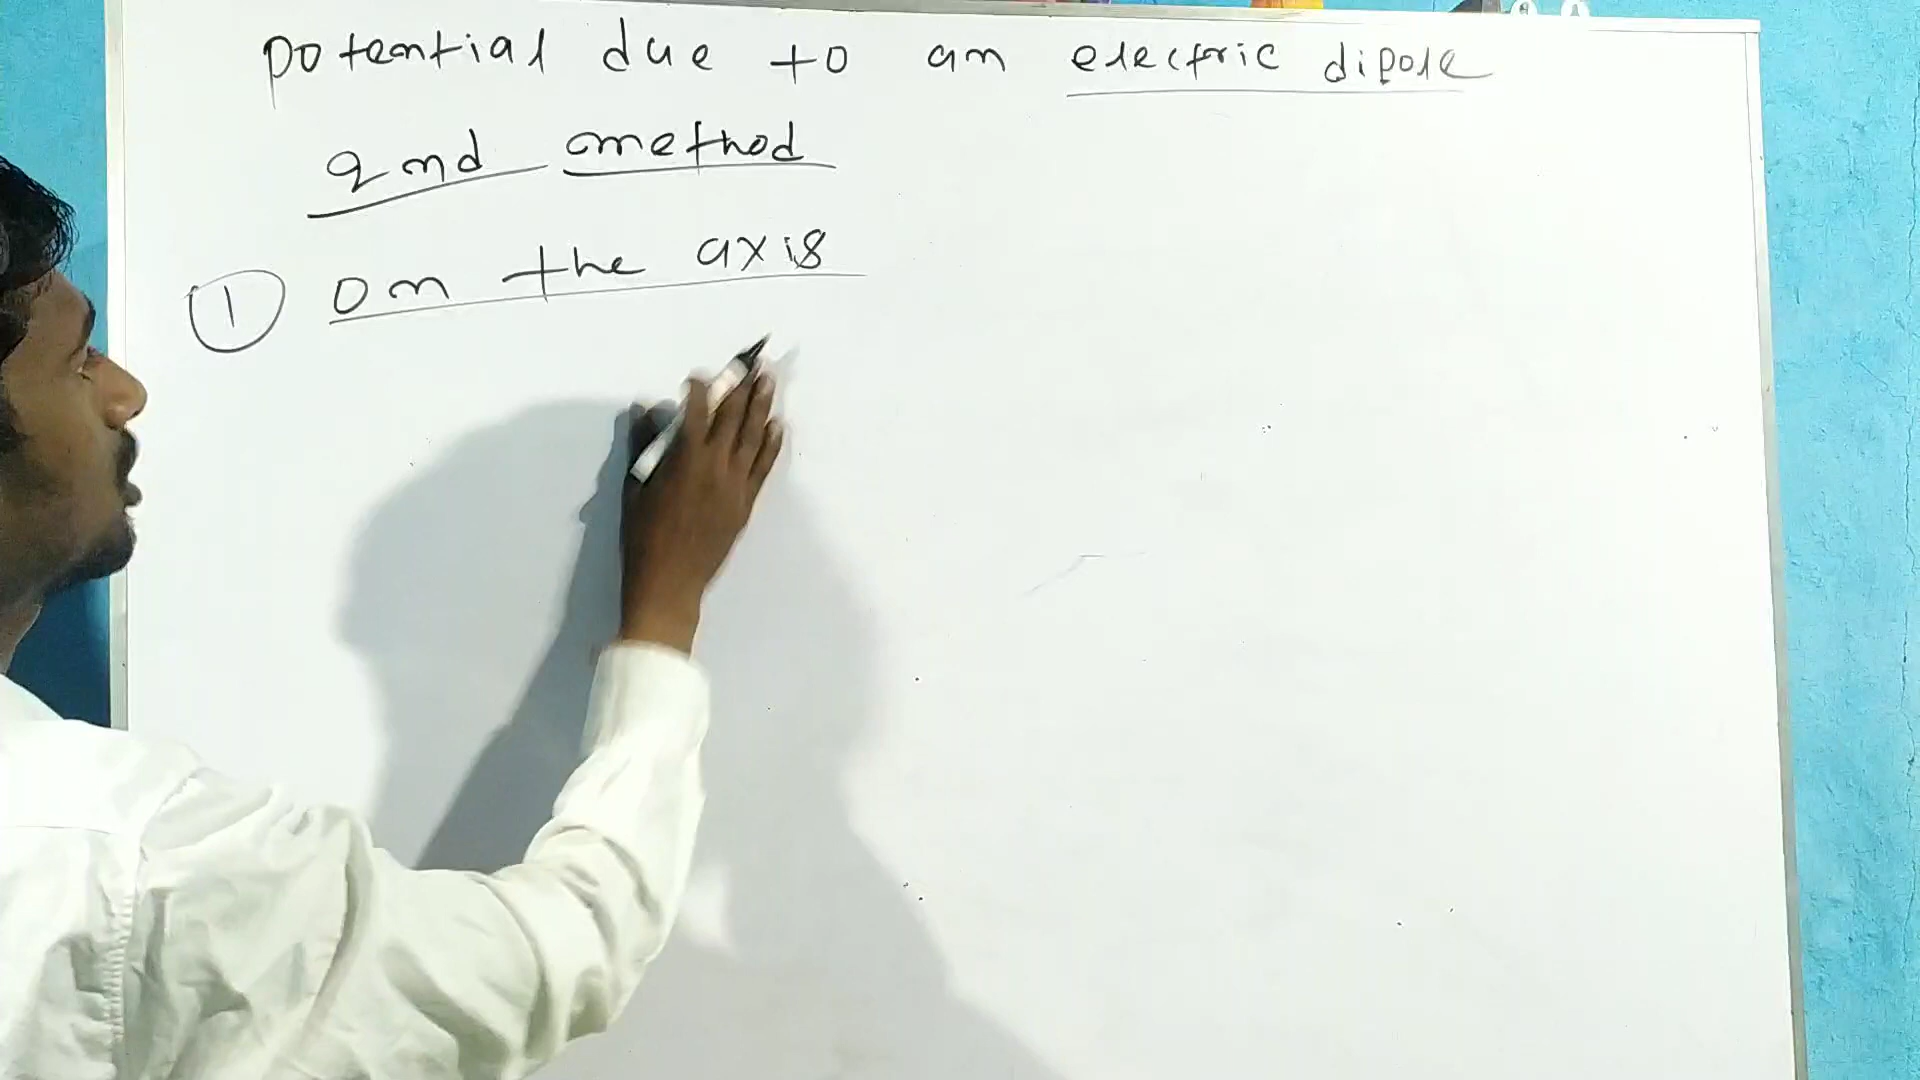 potential due to an electric dipole
2nd method
① on the axis